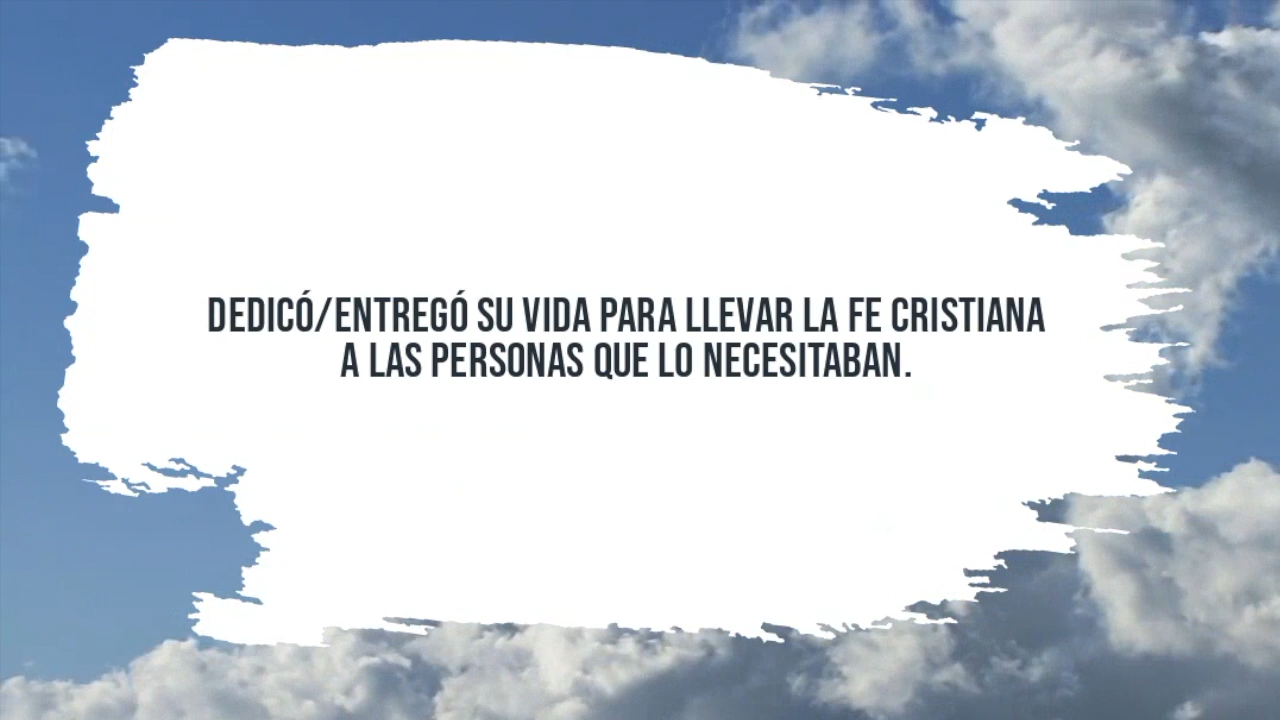 DEDICÓ/ENTREGÓ SU VIDA PARA LLEVAR LA FE CRISTIANA
A LAS PERSONAS QUE LO NECESITABAN.